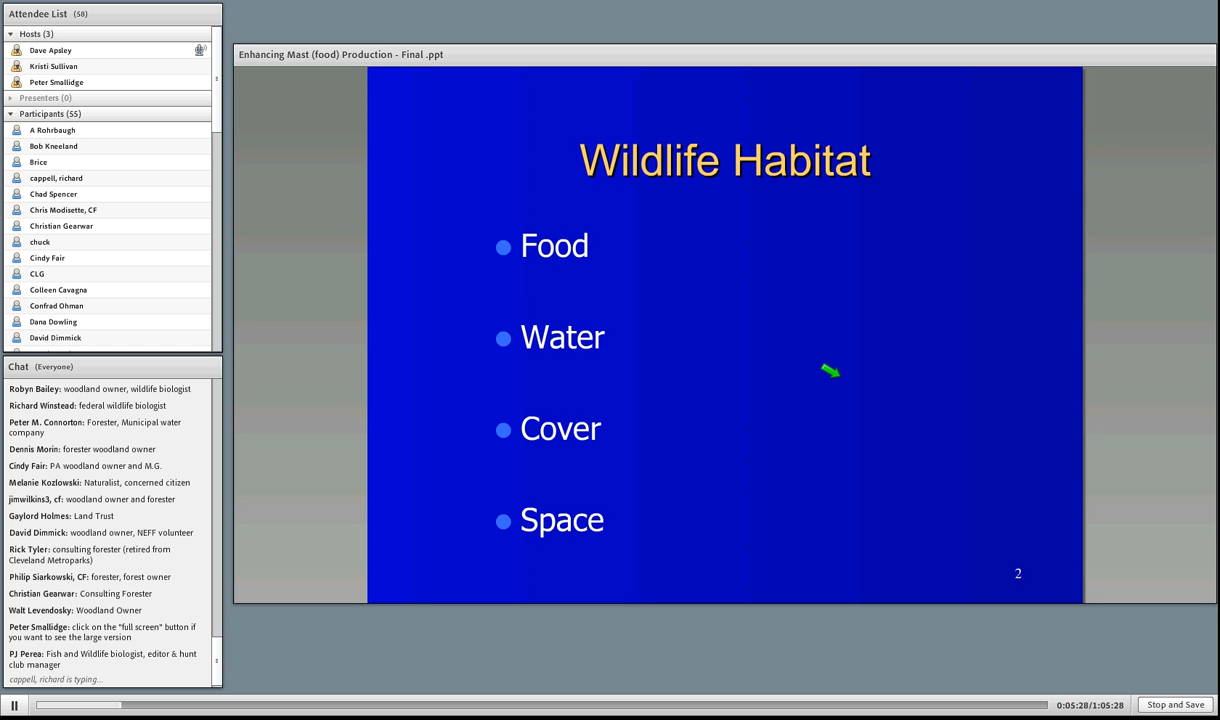 Attendee List (58)
Hosts (3)
Dave Apsley
Kristi Sullivan
Peter Smallidge
Presenters (0)
Participants (55)
A Rohrbaugh
Bob Kneeland
Brice
cappell, richard
Chad Spencer
Chris Modisette, CF
Christian Gearwar
chuck
Cindy Fair
CLG
Colleen Cavagna
Confrad Ohman
Dana Dowling
David Dimmick
Chat (Everyone)
Robyn Bailey: woodland owner, wildlife biologist
Richard Winstead: federal wildlife biologist
Peter M. Connorton: Forester, Municipal water
company
Dennis Morin: forester woodland owner
Cindy Fair: PA woodland owner and M.G.
Melanie Kozlowski: Naturalist, concerned citizen
jimwilkins3, cf: woodland owner and forester
Gaylord Holmes: Land Trust
David Dimmick: woodland owner, NEFF volunteer
Rick Tyler: consulting forester (retired from
Cleveland Metroparks)
Philip Siarkowski, CF: forester, forest owner
Christian Gearwar: Consulting Forester
Walt Levendosky: Woodland Owner
Peter Smallidge: click on the "full screen" button if
you want to see the large version
PJ Perea: Fish and Wildlife biologist, editor & hunt
club manager
cappell, richard is typing...
Enhancing Mast (food) Production - Final .ppt
Wildlife Habitat
Food
Water
Cover
Space
2
0:05:28/1:05:28
Stop and Save